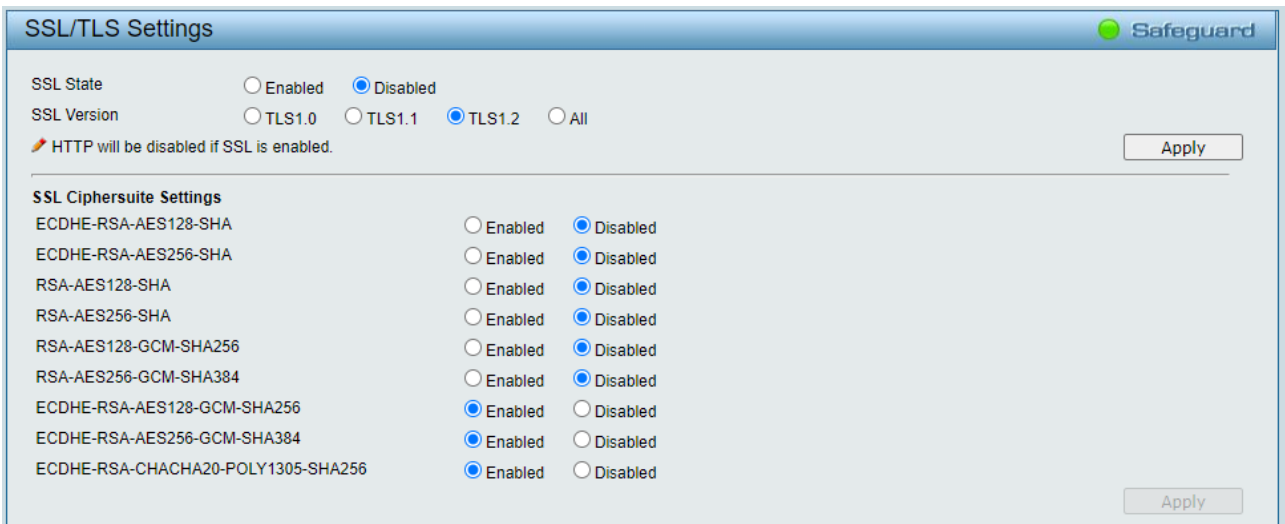 SSL/TLS Settings Safeguard
SSL State Enabled Disabled
SSL Version TLS1.0 TLS1.1 TLS1.2 All
HTTP will be disabled if SSL is enabled. Apply
SSL Ciphersuite Settings
ECDHE-RSA-AES128-SHA Enabled Disabled
ECDHE-RSA-AES256-SHA Enabled Disabled
RSA-AES128-SHA Enabled Disabled
RSA-AES256-SHA Enabled Disabled
RSA-AES128-GCM-SHA256 Enabled Disabled
RSA-AES256-GCM-SHA384 Enabled Disabled
ECDHE-RSA-AES128-GCM-SHA256 Enabled Disabled
ECDHE-RSA-AES256-GCM-SHA384 Enabled Disabled
ECDHE-RSA-CHACHA20-POLY1305-SHA256 Enabled Disabled
Apply